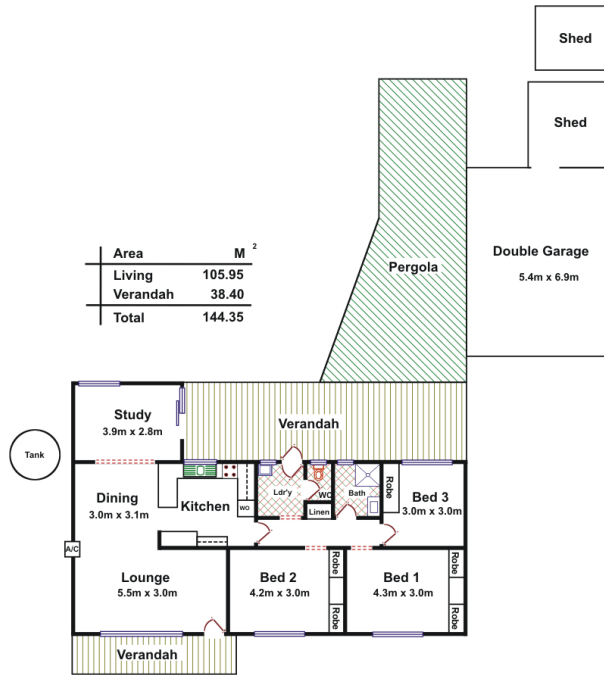 Shed
Shed
Double Garage
5.4m x 6.9m
Pergola
Area M 2
Living 105.95
Verandah 38.40
Total 144.35
Study
3.9m x 2.8m
Verandah
Tank
Dining
3.0m x 3.1m
Kitchen
WO
Ldr'y
WC
Linen
Bath
Robe
Bed 3
3.0m x 3.0m
A/C
Lounge
5.5m x 3.0m
Bed 2
4.2m x 3.0m
Robe
Robe
Bed 1
4.3m x 3.0m
Robe
Robe
Verandah